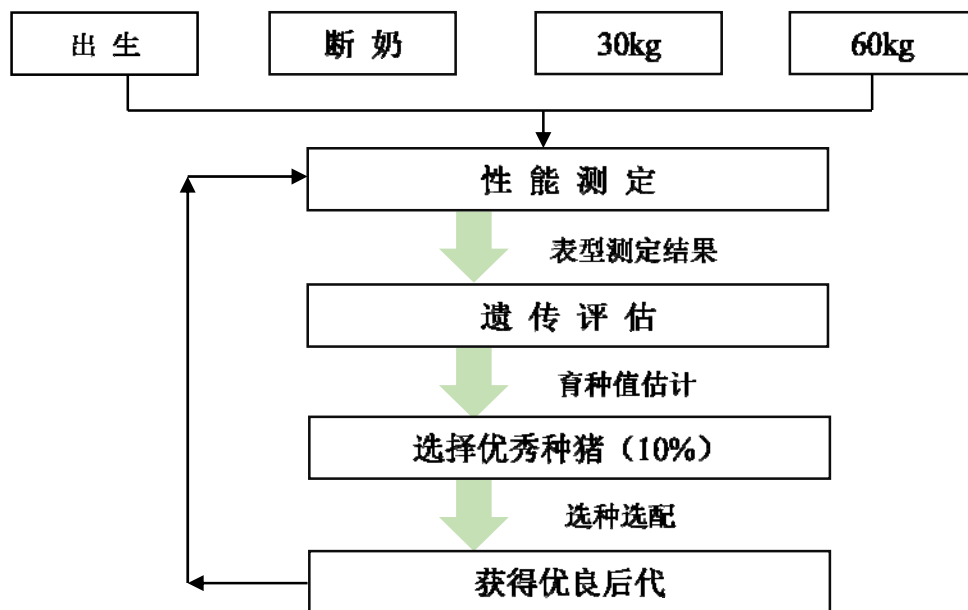 出 生
断 奶
30kg
60kg
性 能 测 定
表型测定结果
遗 传 评 估
育种值估计
选择优秀种猪（10%）
选种选配
获得优良后代